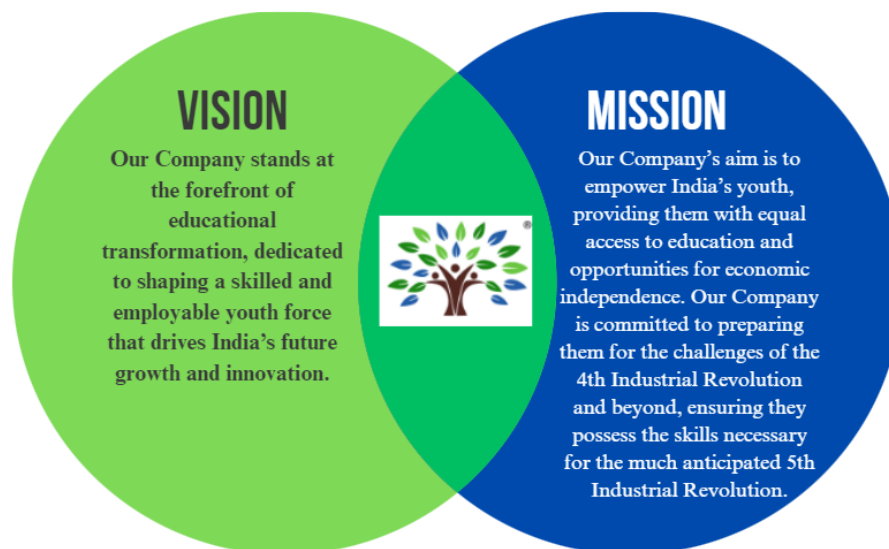 VISION
Our Company stands at
the forefront of
educational
transformation, dedicated
to shaping a skilled and
employable youth force
that drives India’s future
growth and innovation.
®
MISSION
Our Company’s aim is to
empower India’s youth,
providing them with equal
access to education and
opportunities for economic
independence. Our Company
is committed to preparing
them for the challenges of the
4th Industrial Revolution
and beyond, ensuring they
possess the skills necessary
for the much anticipated 5th
Industrial Revolution.